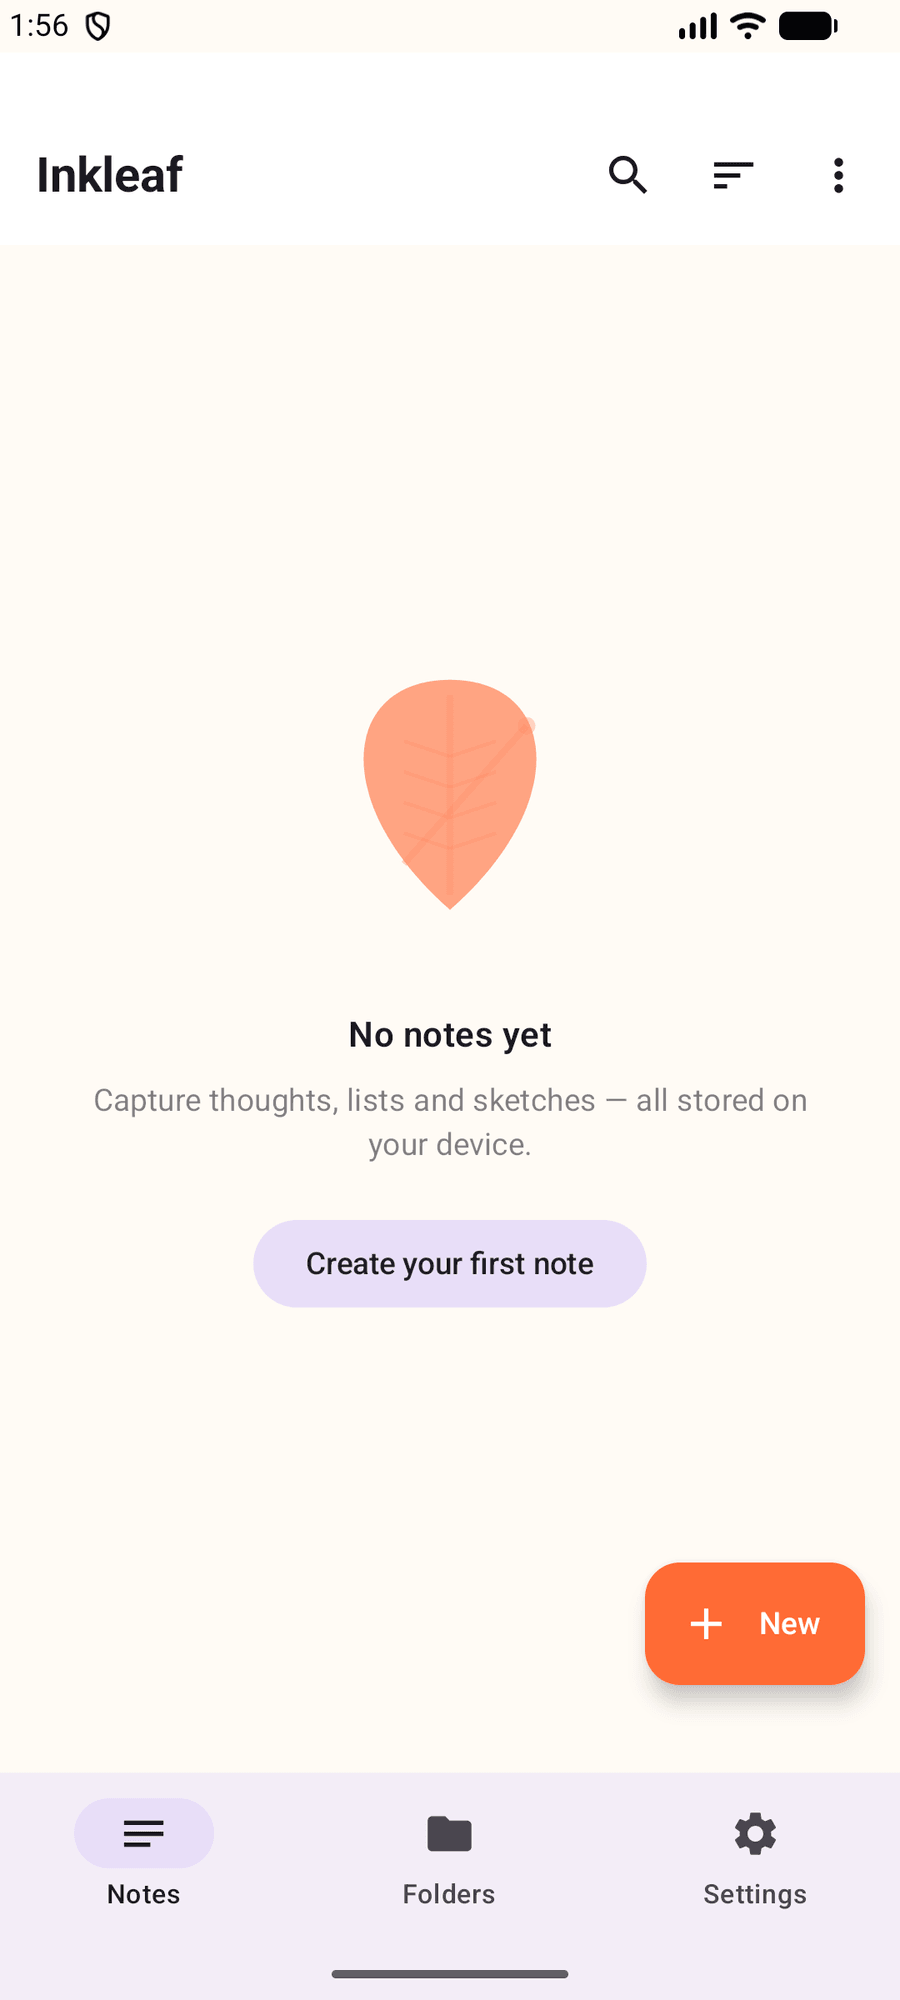 1:56
Inkleaf
No notes yet
Capture thoughts, lists and sketches — all stored on
your device.
Create your first note
New
Notes
Folders
Settings